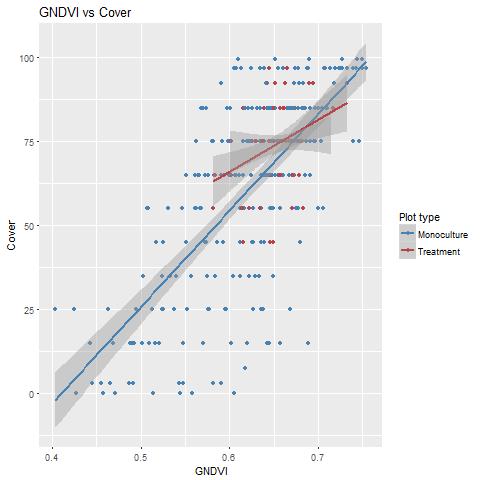 GNDVI vs Cover
100
75
50
25
0
Cover
0.4 0.5 0.6 0.7
GNDVI
Plot type
Monoculture
Treatment